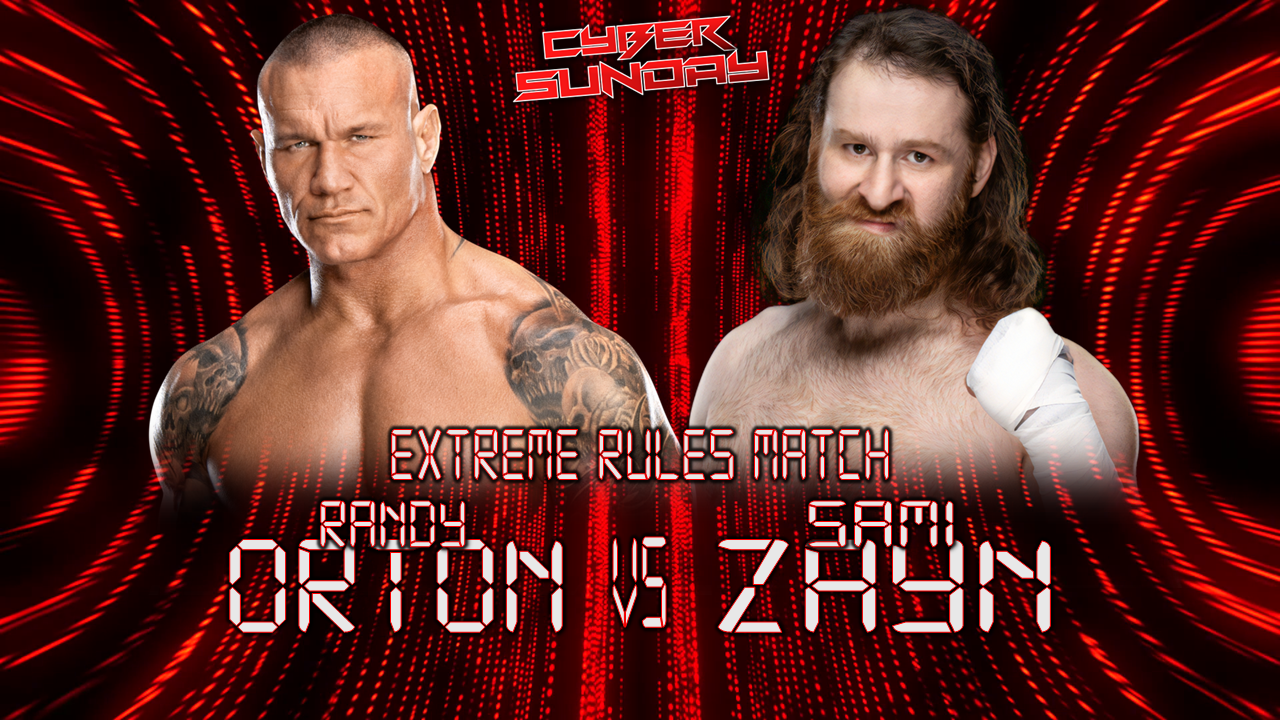 CYBER
SUNDAY
EXTREME RULES MATCH
RANDY
ORTON
VS
SAMI
ZAYN